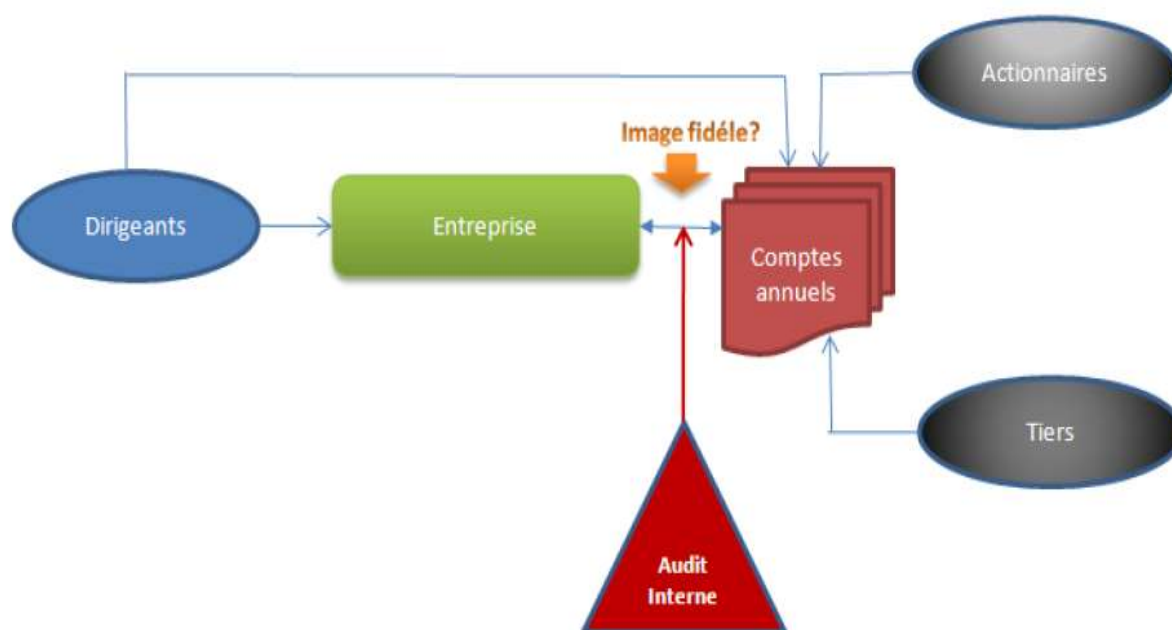 Actionnaires
Image fidéle?
Dirigeants
Entreprise
Comptes
annuels
Tiers
Audit
Interne